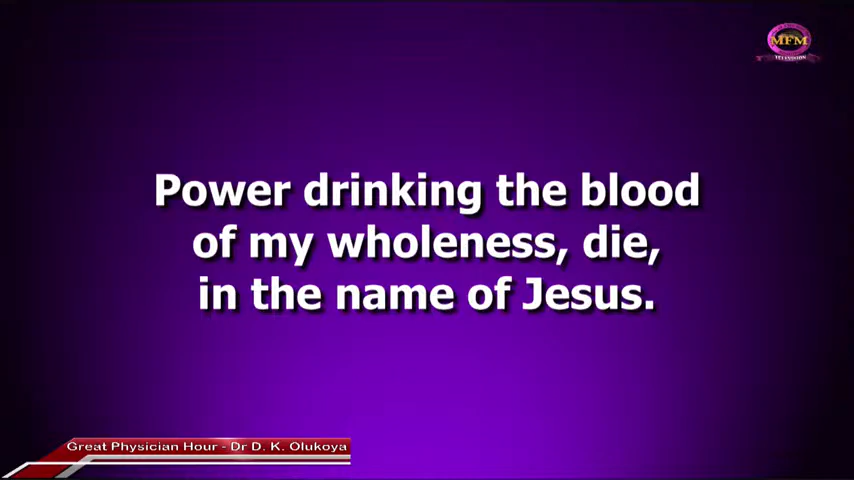 MFM
TELEVISION
Power drinking the blood
of my wholeness, die,
in the name of Jesus.
Great Physician Hour - Dr D. K. Olukoya